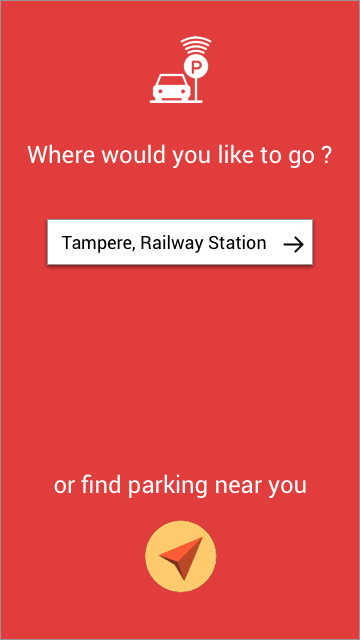 P
Where would you like to go ?
Tampere, Railway Station
or find parking near you